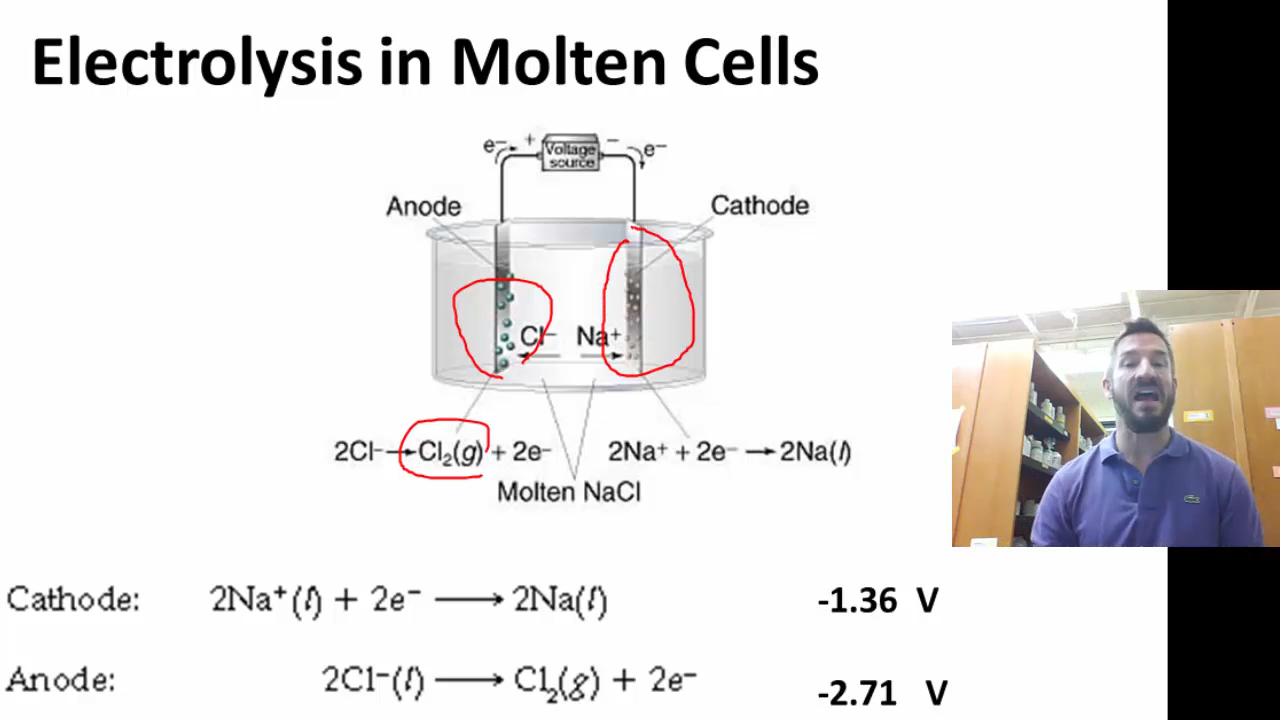 Electrolysis in Molten Cells
e⁻ + Voltage source − e⁻
Anode
Cathode
Cl⁻ Na⁺
2Cl⁻ → Cl₂(g) + 2e⁻
2Na⁺ + 2e⁻ → 2Na(l)
Molten NaCl
Cathode: 2Na⁺(l) + 2e⁻ → 2Na(l) -1.36 V
Anode: 2Cl⁻(l) → Cl₂(g) + 2e⁻ -2.71 V